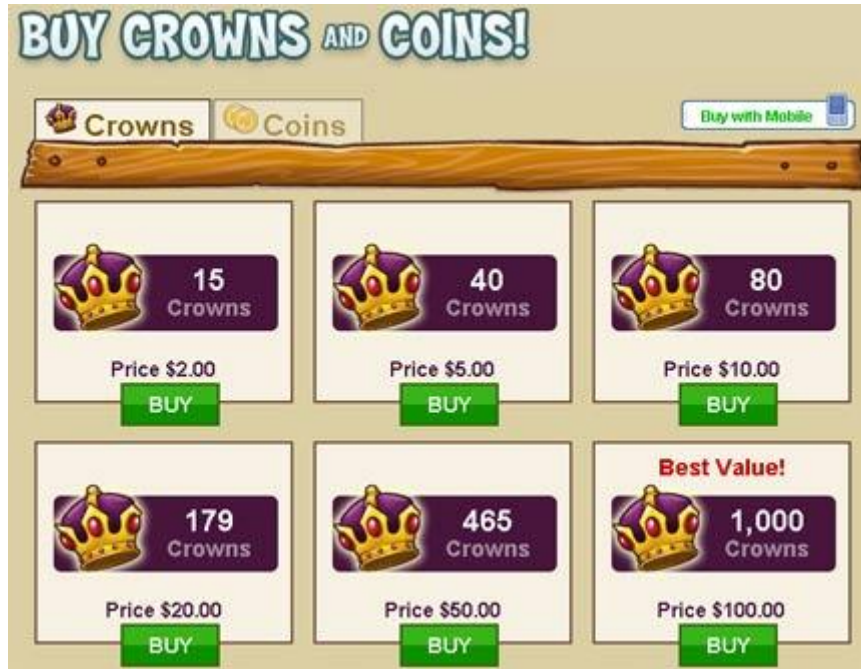 BUY CROWNS AND COINS!
Crowns
Coins
Buy with Mobile
15
Crowns
Price $2.00
BUY
40
Crowns
Price $5.00
BUY
80
Crowns
Price $10.00
BUY
179
Crowns
Price $20.00
BUY
465
Crowns
Price $50.00
BUY
Best Value!
1,000
Crowns
Price $100.00
BUY